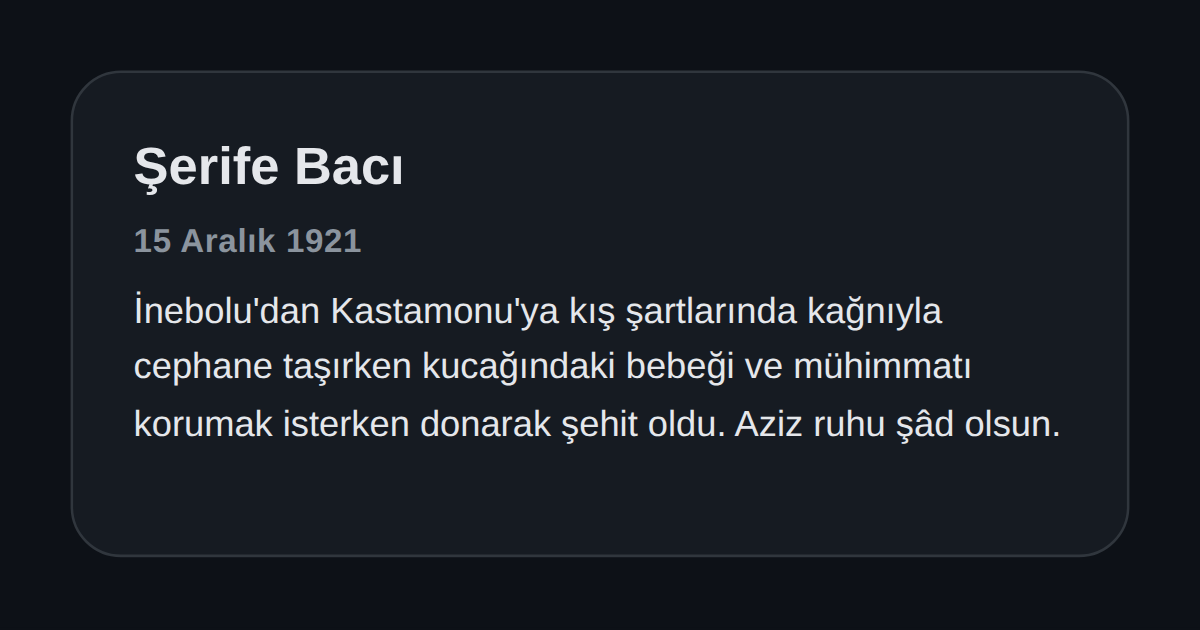 Şerife Bacı
15 Aralık 1921
İnebolu'dan Kastamonu'ya kış şartlarında kağnıyla
cephane taşırken kucağındaki bebeği ve mühimmatı
korumak isterken donarak şehit oldu. Aziz ruhu şâd olsun.